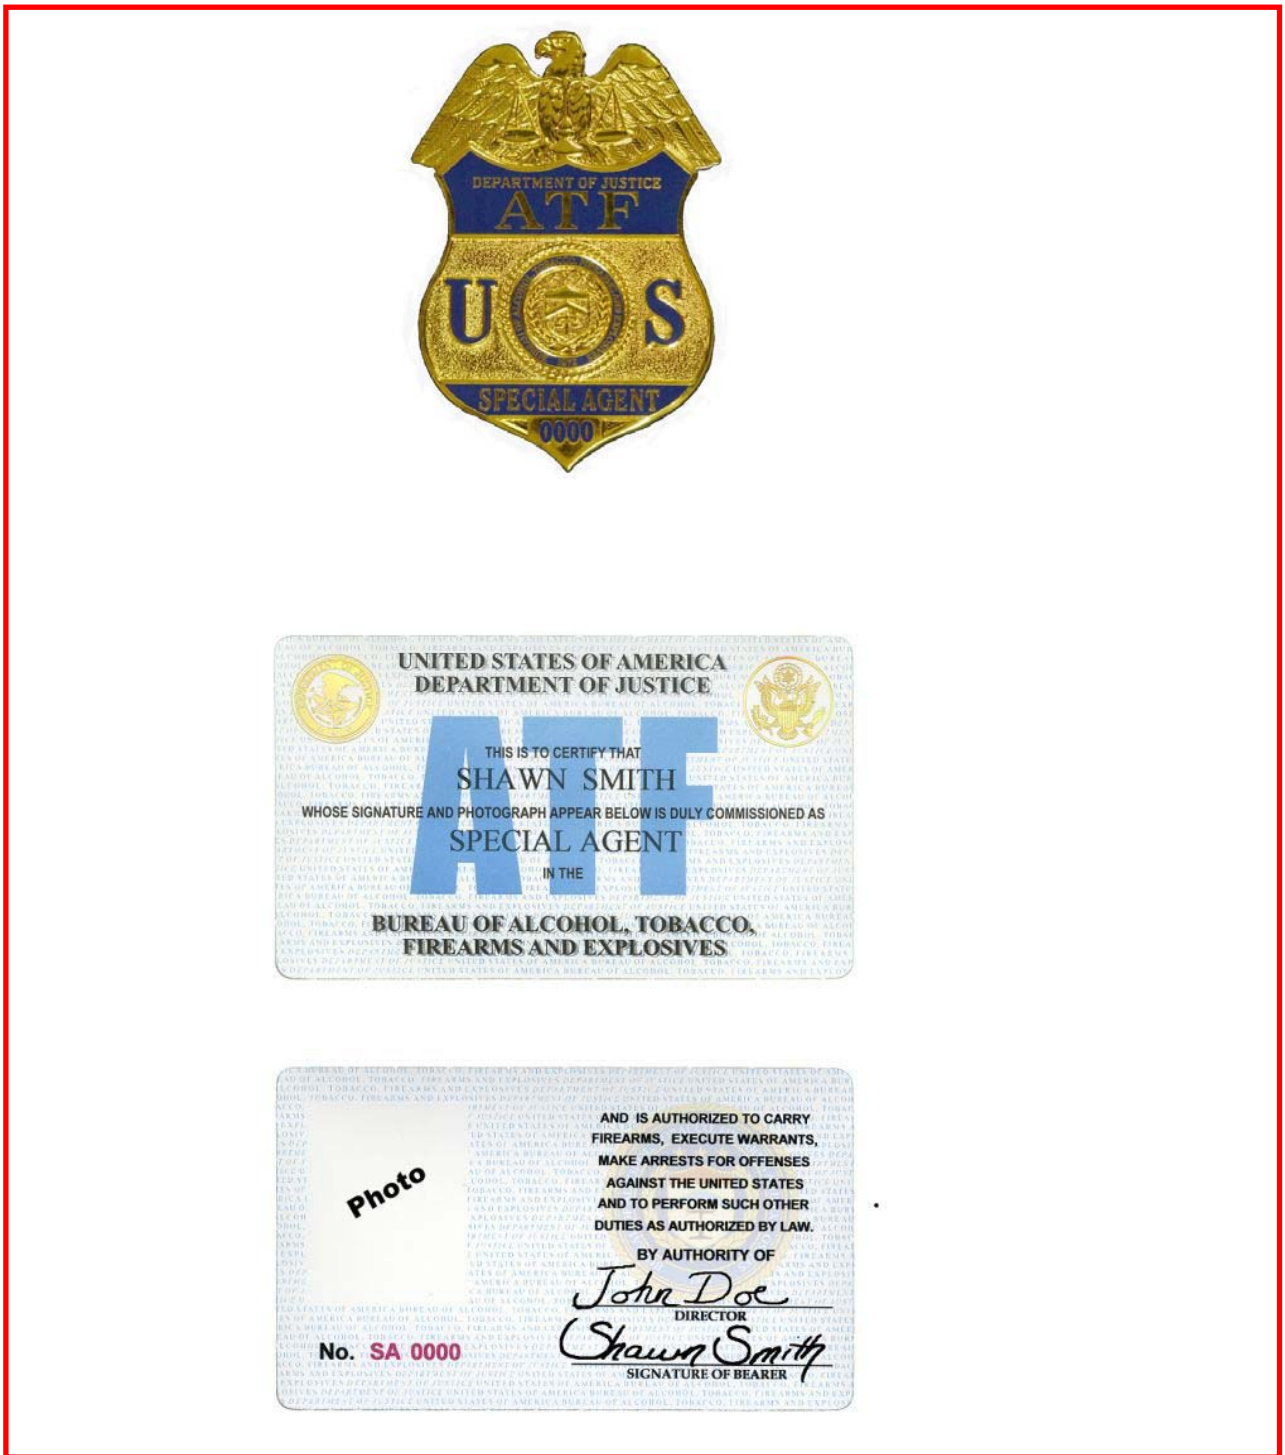 DEPARTMENT OF JUSTICE
ATF
U S
SPECIAL AGENT
0000
UNITED STATES OF AMERICA
DEPARTMENT OF JUSTICE
ATF
THIS IS TO CERTIFY THAT
SHAWN SMITH
WHOSE SIGNATURE AND PHOTOGRAPH APPEAR BELOW IS DULY COMMISSIONED AS
SPECIAL AGENT
IN THE
BUREAU OF ALCOHOL, TOBACCO,
FIREARMS AND EXPLOSIVES
Photo
No. SA 0000
AND IS AUTHORIZED TO CARRY
FIREARMS, EXECUTE WARRANTS,
MAKE ARRESTS FOR OFFENSES
AGAINST THE UNITED STATES
AND TO PERFORM SUCH OTHER
DUTIES AS AUTHORIZED BY LAW.
BY AUTHORITY OF
John Doe
DIRECTOR
Shawn Smith
SIGNATURE OF BEARER